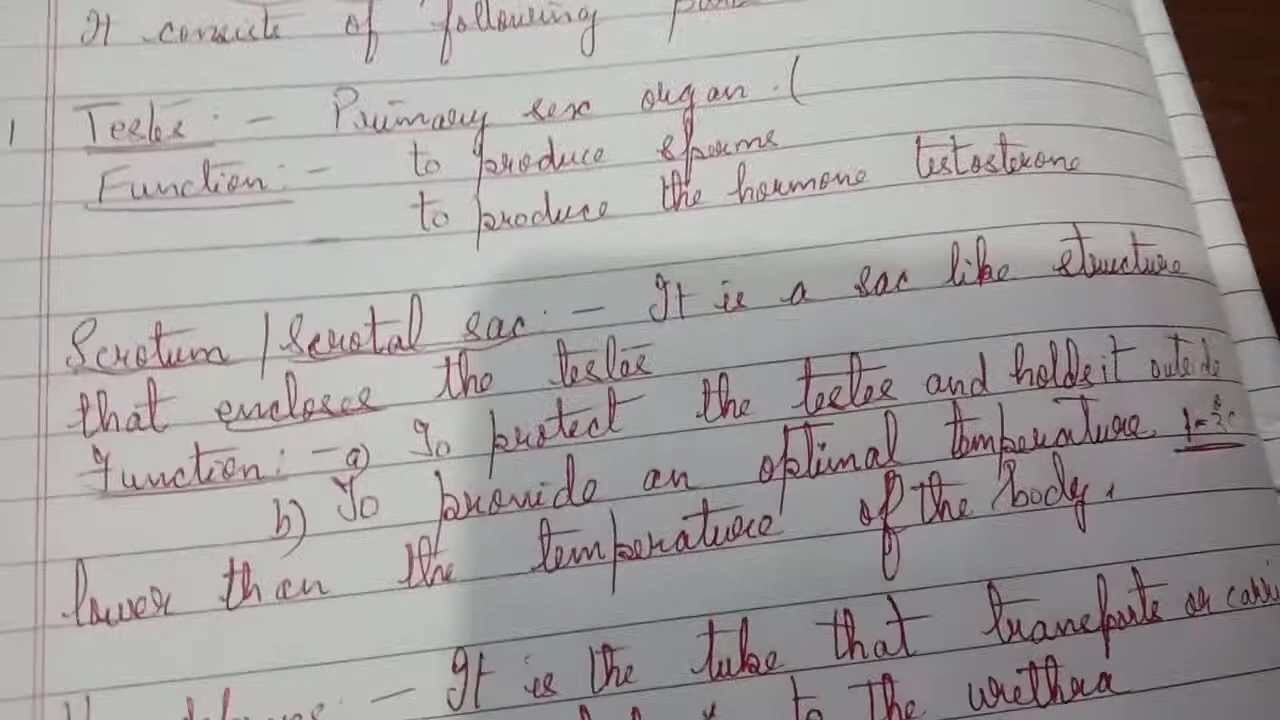 It consists of following parts
1 Testes :- Primary sex organ. (
Function :- to produce sperms
to produce the hormone testosterone
Scrotum / Scrotal sac :- It is a sac like structure
that encloses the testes
Function :- a) To protect the testes and holds it outside
b) To provide an optimal temperature
lower than the temperature of the body.
:- It is the tube that transports or
to the urethra